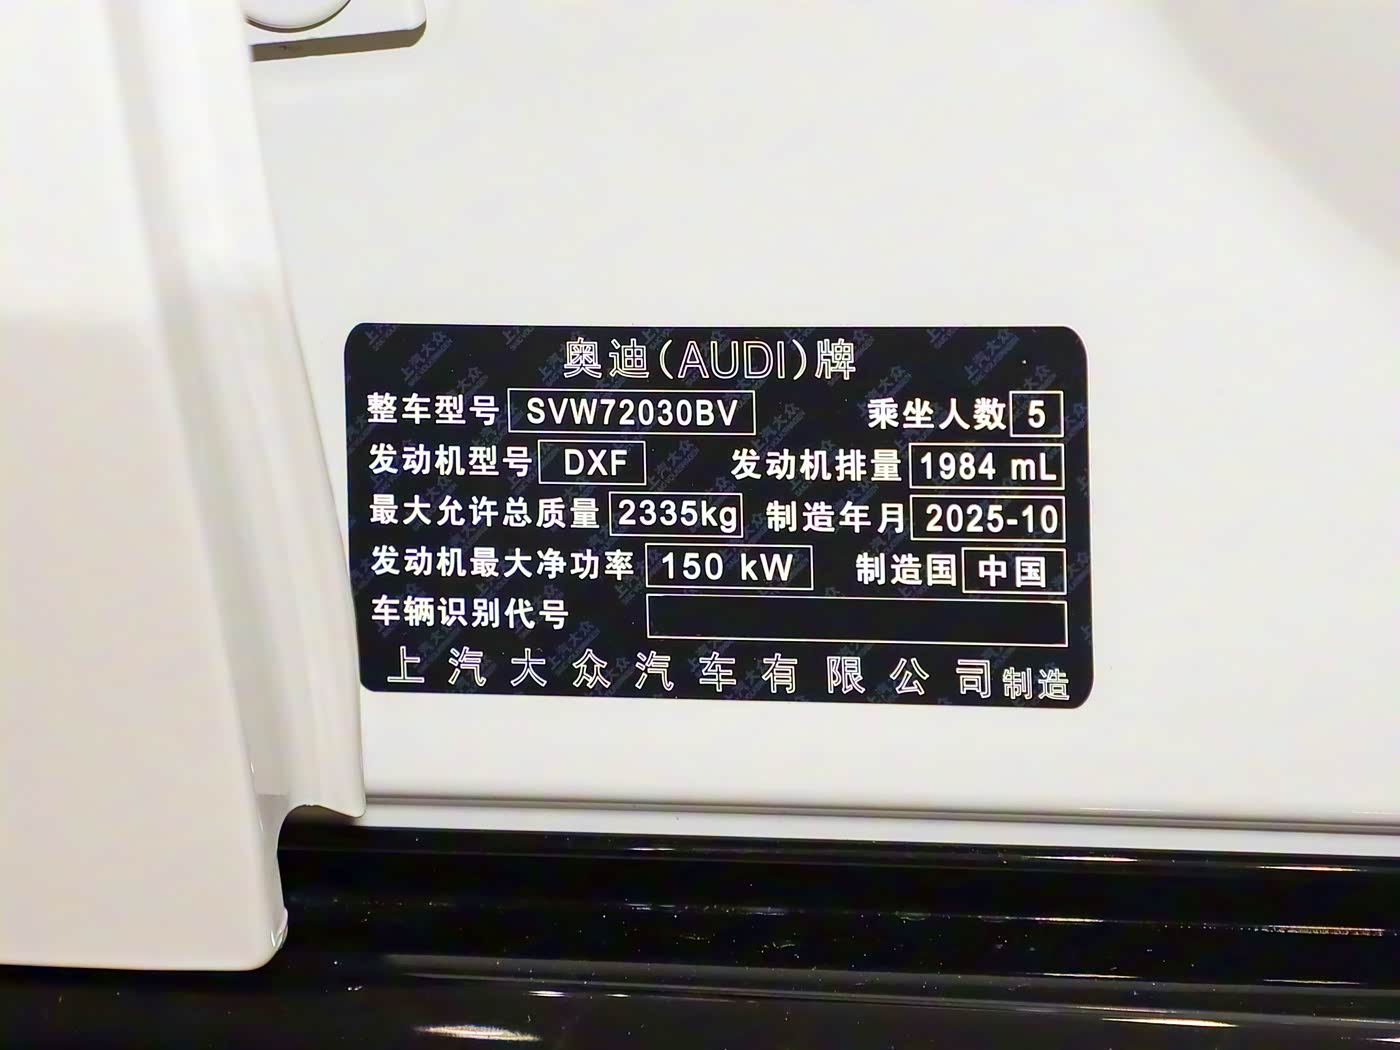 奥迪(AUDI)牌
整车型号 SVW72030BV 乘坐人数 5
发动机型号 DXF 发动机排量 1984 mL
最大允许总质量 2335kg 制造年月 2025-10
发动机最大净功率 150 kW 制造国 中国
车辆识别代号
上汽大众汽车有限公司制造